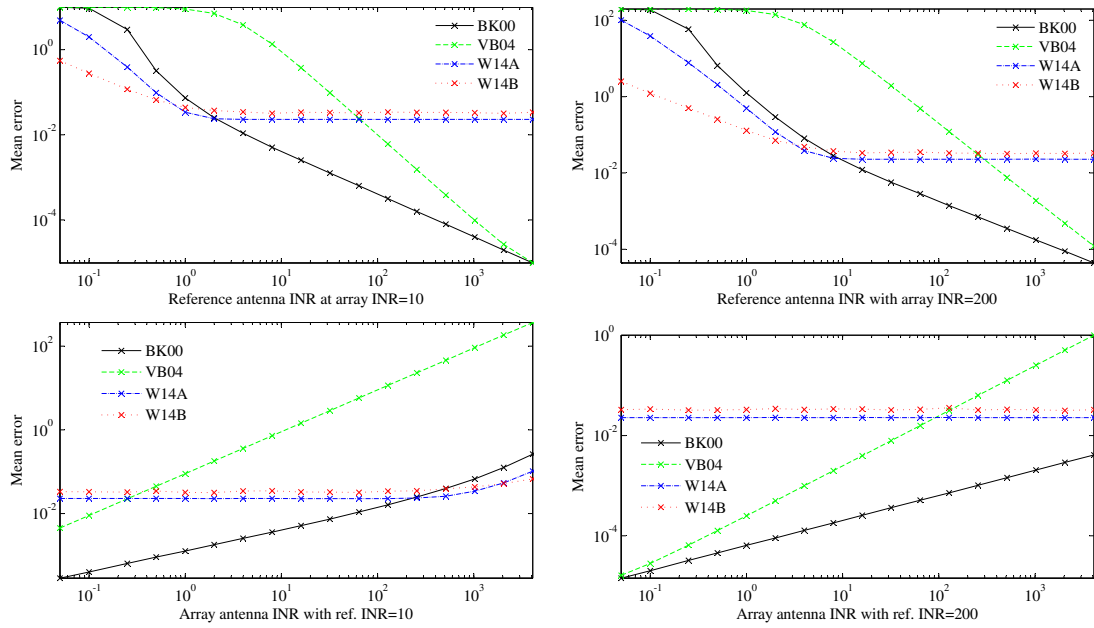 BK00
VB04
W14A
W14B
Mean error
10^0
10^-2
10^-4
10^-1
10^0
10^1
10^2
10^3
Reference antenna INR at array INR=10
BK00
VB04
W14A
W14B
Mean error
10^2
10^0
10^-2
10^-4
10^-1
10^0
10^1
10^2
10^3
Reference antenna INR with array INR=200
BK00
VB04
W14A
W14B
Mean error
10^2
10^0
10^-2
10^-1
10^0
10^1
10^2
10^3
Array antenna INR with ref. INR=10
BK00
VB04
W14A
W14B
Mean error
10^0
10^-2
10^-4
10^-1
10^0
10^1
10^2
10^3
Array antenna INR with ref. INR=200